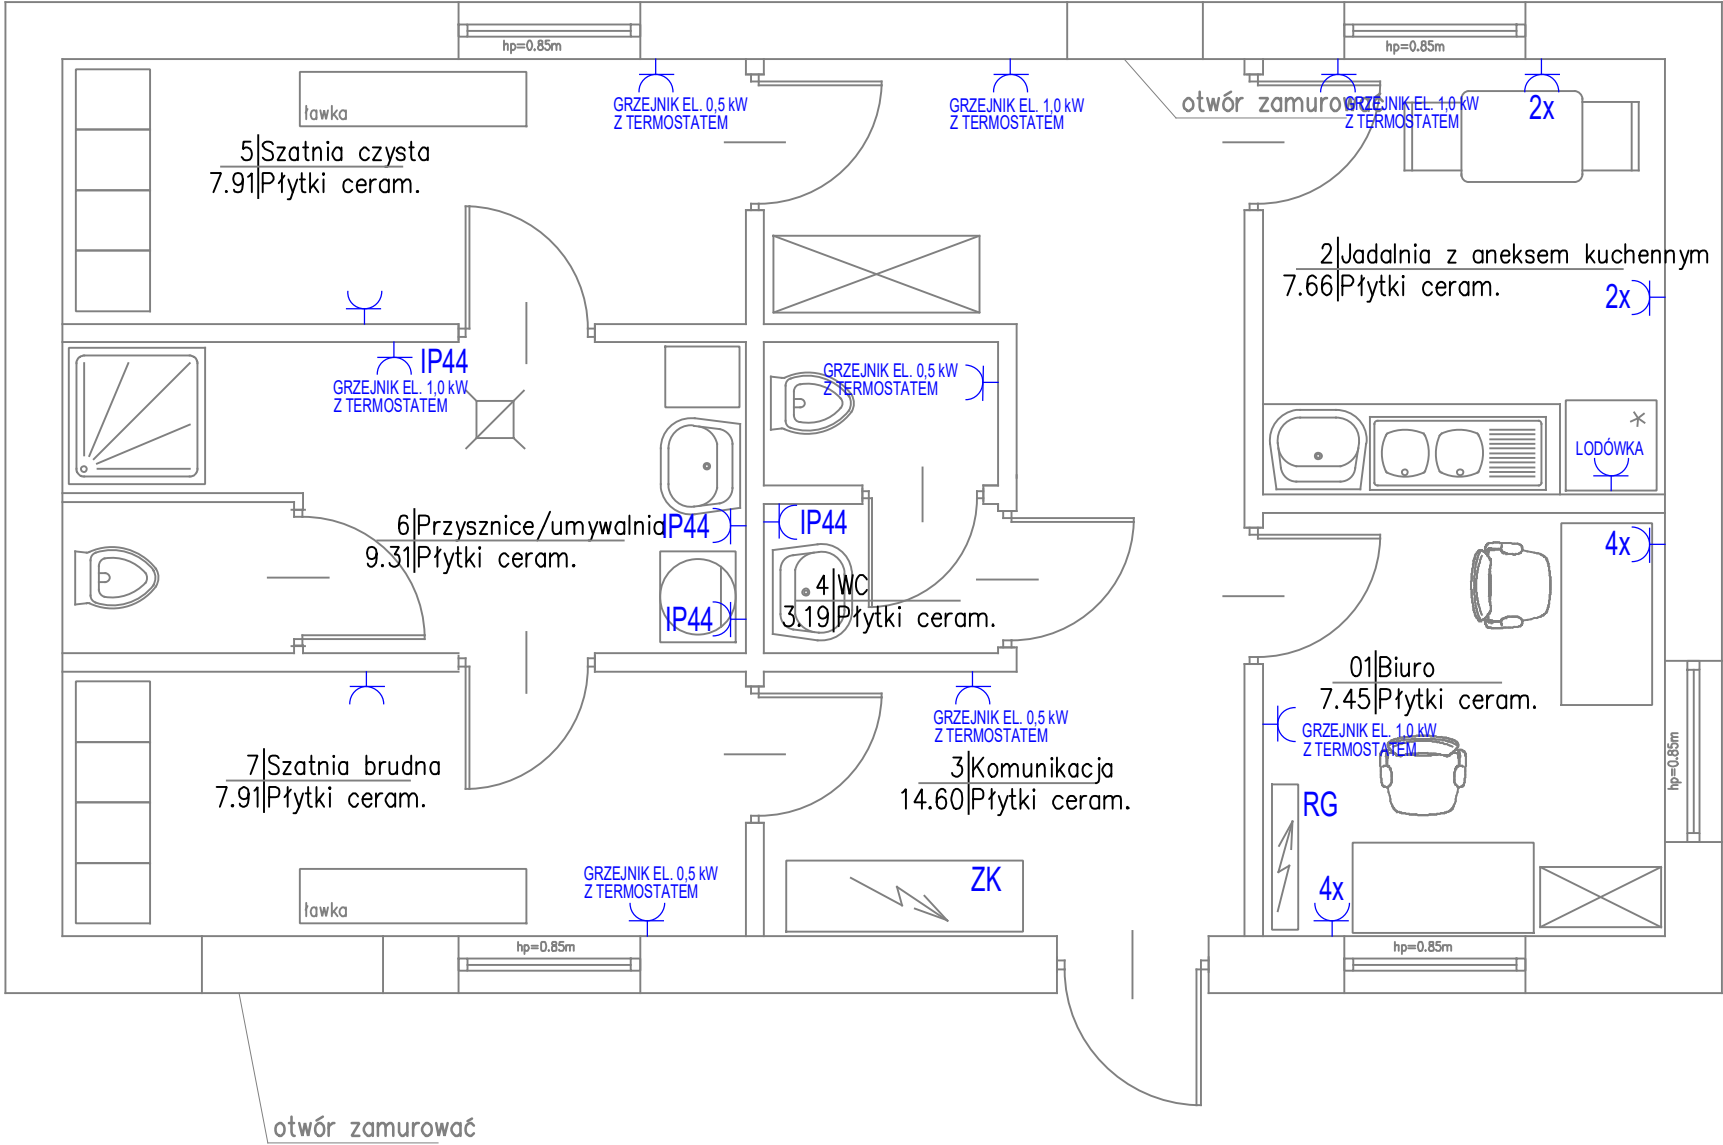 hp=0.85m
hp=0.85m
ławka
GRZEJNIK EL. 0,5 kW
Z TERMOSTATEM
GRZEJNIK EL. 1,0 kW
Z TERMOSTATEM
otwór zamurować
GRZEJNIK EL. 1,0 kW
Z TERMOSTATEM
2x
5 Szatnia czysta
7.91 Płytki ceram.
2 Jadalnia z aneksem kuchennym
7.66 Płytki ceram.
2x
IP44
GRZEJNIK EL. 1,0 kW
Z TERMOSTATEM
GRZEJNIK EL. 0,5 kW
Z TERMOSTATEM
LODÓWKA
6 Przysznice/umywalnia
9.31 Płytki ceram.
IP44
IP44
4x
4 WC
3.19 Płytki ceram.
IP44
01 Biuro
7.45 Płytki ceram.
GRZEJNIK EL. 0,5 kW
Z TERMOSTATEM
GRZEJNIK EL. 1,0 kW
Z TERMOSTATEM
hp=0.85m
7 Szatnia brudna
7.91 Płytki ceram.
3 Komunikacja
14.60 Płytki ceram.
RG
GRZEJNIK EL. 0,5 kW
Z TERMOSTATEM
ZK
4x
ławka
hp=0.85m
hp=0.85m
otwór zamurować